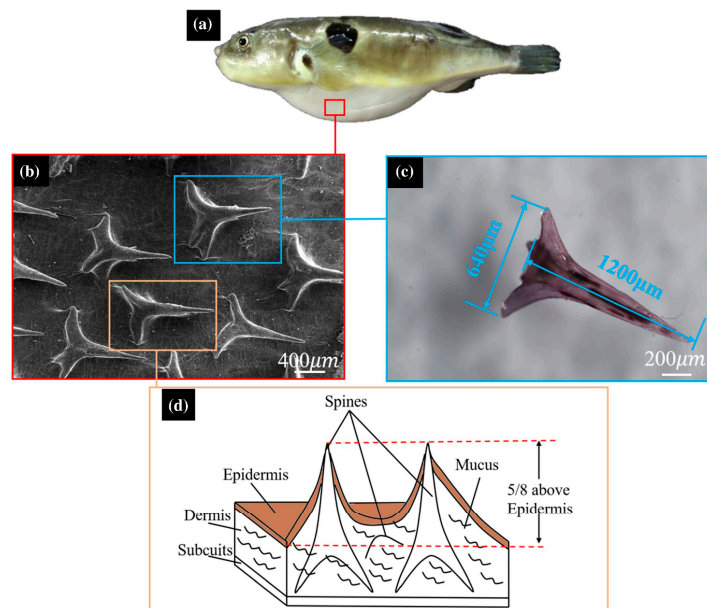 (a)
(b)
400μm
(c)
640μm
1200μm
200μm
(d)
Spines
Epidermis
Mucus
5/8 above
Epidermis
Dermis
Subcuits